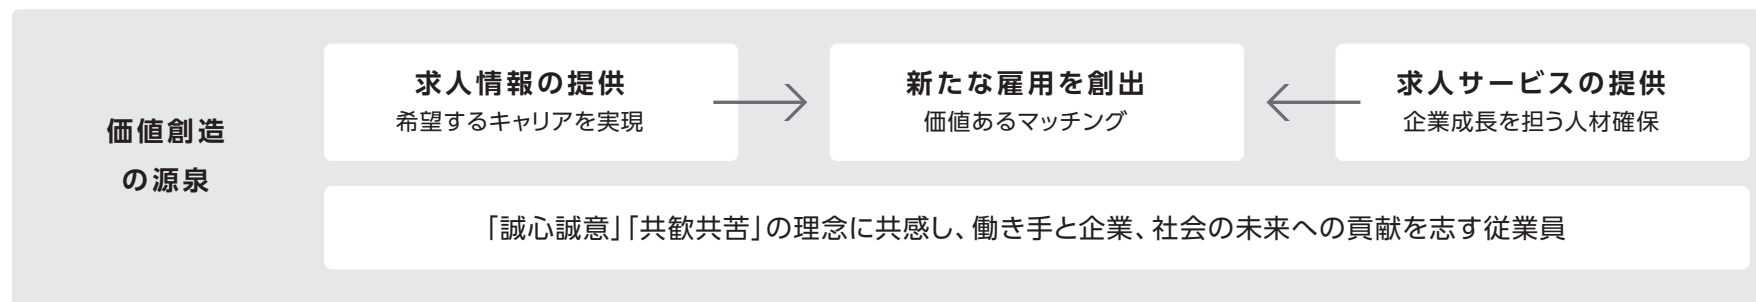 価値創造
の源泉
求人情報の提供
希望するキャリアを実現
新たな雇用を創出
価値あるマッチング
求人サービスの提供
企業成長を担う人材確保
「誠心誠意」「共歓共苦」の理念に共感し、働き手と企業、社会の未来への貢献を志す従業員